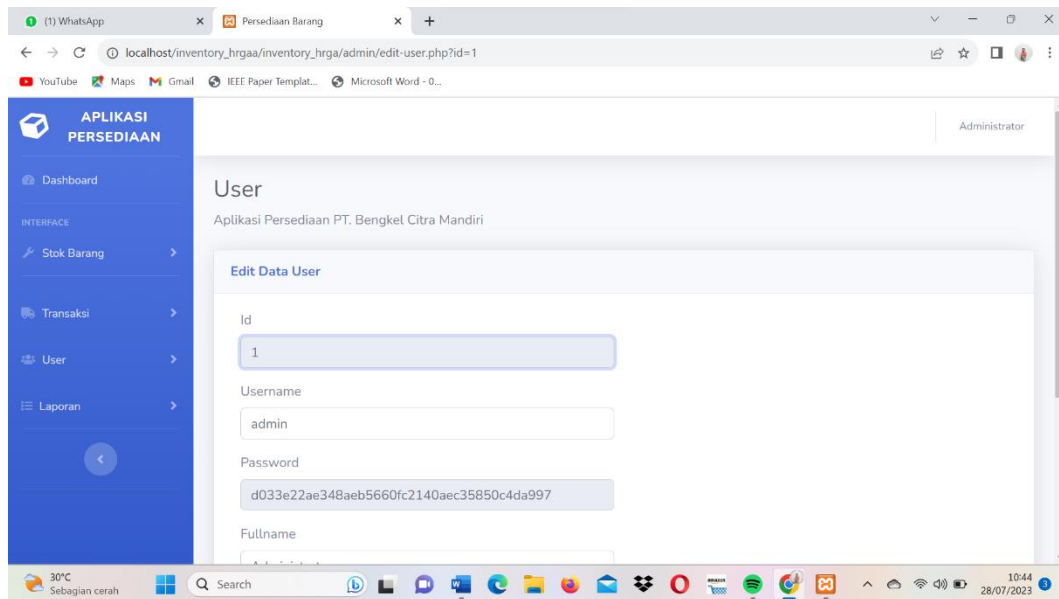 (1) WhatsApp
Persediaan Barang
localhost/inventory_hrgaa/inventory_hrga/admin/edit-user.php?id=1
YouTube Maps Gmail IEEE Paper Templat... Microsoft Word - 0...
APLIKASI
PERSEDIAAN
Administrator
Dashboard
INTERFACE
Stok Barang
Transaksi
User
Laporan
User
Aplikasi Persediaan PT. Bengkel Citra Mandiri
Edit Data User
Id
1
Username
admin
Password
d033e22ae348aeb5660fc2140aec35850c4da997
Fullname
30°C
Sebagian cerah
Search
10:44
28/07/2023
3